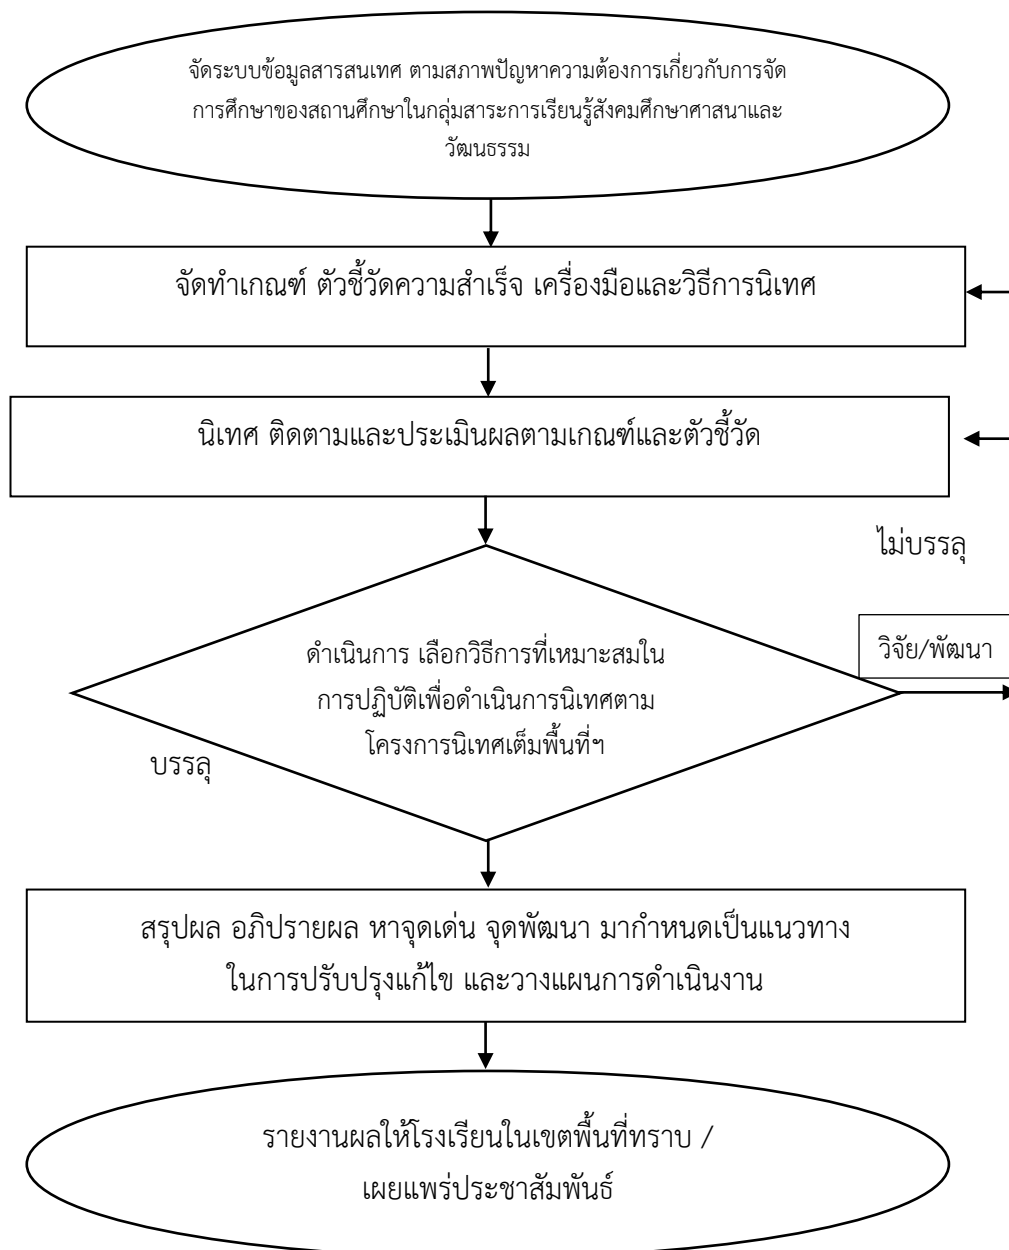 จัดระบบข้อมูลสารสนเทศ ตามสภาพปัญหาความต้องการเกี่ยวกับการจัด
การศึกษาของสถานศึกษาในกลุ่มสาระการเรียนรู้สังคมศึกษาศาสนาและ
วัฒนธรรม
จัดทำเกณฑ์ ตัวชี้วัดความสำเร็จ เครื่องมือและวิธีการนิเทศ
นิเทศ ติดตามและประเมินผลตามเกณฑ์และตัวชี้วัด
ไม่บรรลุ
วิจัย/พัฒนา
ดำเนินการ เลือกวิธีการที่เหมาะสมใน
การปฏิบัติเพื่อดำเนินการนิเทศตาม
โครงการนิเทศเต็มพื้นที่ฯ
บรรลุ
สรุปผล อภิปรายผล หาจุดเด่น จุดพัฒนา มากำหนดเป็นแนวทาง
ในการปรับปรุงแก้ไข และวางแผนการดำเนินงาน
รายงานผลให้โรงเรียนในเขตพื้นที่ทราบ /
เผยแพร่ประชาสัมพันธ์